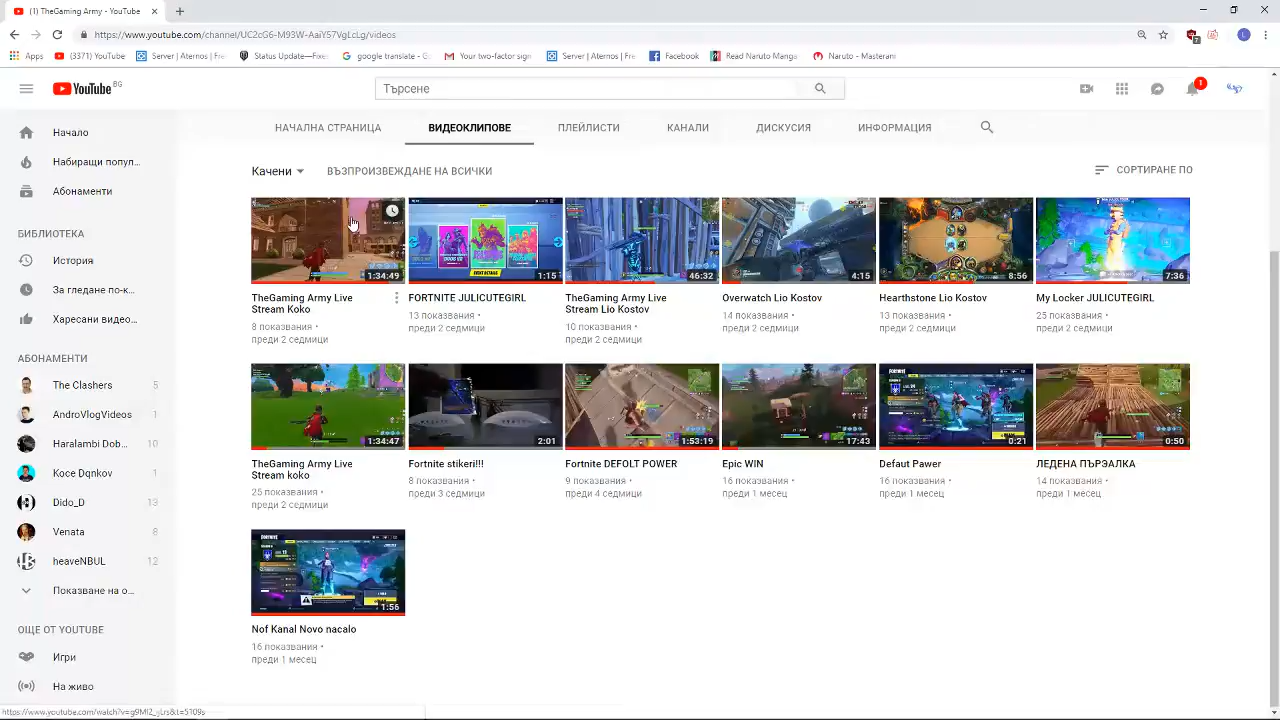 (1) TheGaming Army - YouTube
https://www.youtube.com/channel/UC2cG6-M93W-AaiY57VgLcLg/videos
Apps (3371) YouTube Server | Aternos | Fre Status Update—Fixe google translate - G Your two-factor sign Server | Aternos | Fre Facebook Read Naruto Manga Naruto - Masterani
YouTube BG
Търсене
1
НАЧАЛНА СТРАНИЦА ВИДЕОКЛИПОВЕ ПЛЕЙЛИСТИ КАНАЛИ ДИСКУСИЯ ИНФОРМАЦИЯ
Качени ВЪЗПРОИЗВЕЖДАНЕ НА ВСИЧКИ СОРТИРАНЕ ПО
Начало
Набиращи попул...
Абонаменти
БИБЛИОТЕКА
История
За гледане по-к...
Харесани видео...
АБОНАМЕНТИ
The Clashers 5
AndroVlogVideos 1
Haralambi Dob... 10
Koce Dqnkov 1
Dido_D 13
Venata 8
heaveNBUL 12
Показване на о...
ОЩЕ ОТ YOUTUBE
Игри
На живо
1:34:49
TheGaming Army Live
Stream Koko
8 показвания •
преди 2 седмици
1:15
FORTNITE JULICUTEGIRL
13 показвания •
преди 2 седмици
46:32
TheGaming Army Live
Stream Lio Kostov
10 показвания •
преди 2 седмици
4:15
Overwatch Lio Kostov
14 показвания •
преди 2 седмици
8:56
Hearthstone Lio Kostov
13 показвания •
преди 2 седмици
7:36
My Locker JULICUTEGIRL
25 показвания •
преди 2 седмици
1:34:47
TheGaming Army Live
Stream koko
25 показвания •
преди 2 седмици
2:01
Fortnite stikeri!!!
8 показвания •
преди 3 седмици
1:53:19
Fortnite DEFOLT POWER
9 показвания •
преди 4 седмици
17:43
Epic WIN
16 показвания •
преди 1 месец
0:21
Defaut Pawer
16 показвания •
преди 1 месец
0:50
ЛЕДЕНА ПЪРЗАЛКА
14 показвания •
преди 1 месец
FORTNITE
1:56
Nof Kanal Novo nacalo
16 показвания •
преди 1 месец